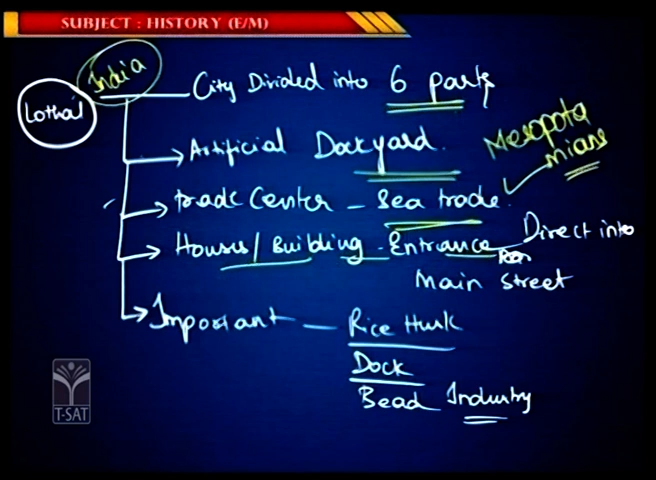 SUBJECT : HISTORY (E/M)
India
Lothal
City Divided into 6 parts
Artificial Dockyard.
Mesopota
mians
trade Center - Sea trade.
Houses/Building - Entrance Direct into
Main Street
Important - Rice Husk
Dock
Bead Industry
T-SAT